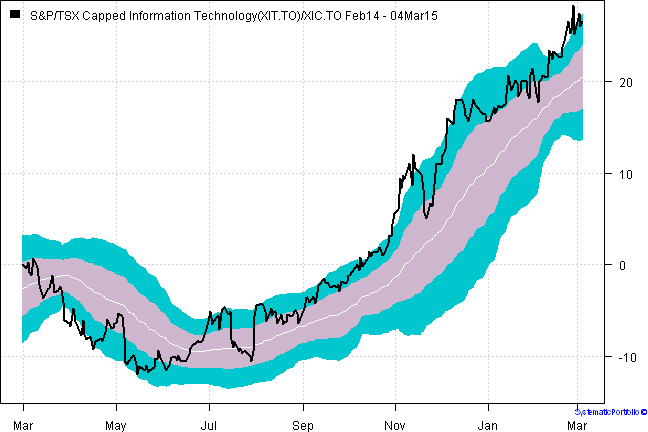 S&P/TSX Capped Information Technology(XIT.TO)/XIC.TO Feb14 - 04Mar15
20
10
0
-10
Mar May Jul Sep Nov Jan Mar
SystematicPortfolio ©